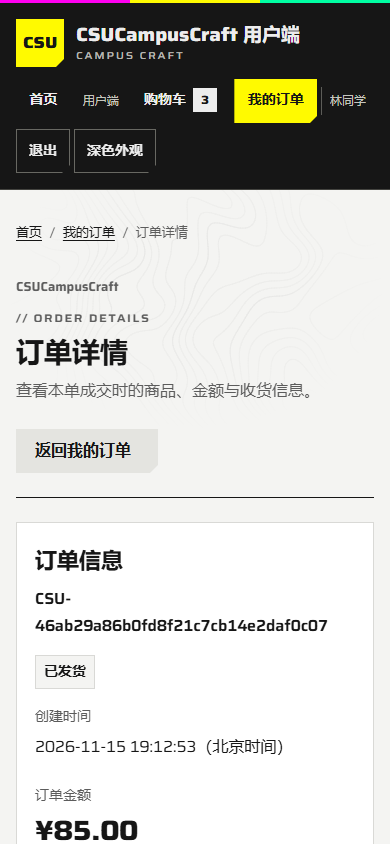 CSU
CSUCampusCraft 用户端
CAMPUS CRAFT
首页 用户端 购物车 3 我的订单 林同学
退出 深色外观
首页 / 我的订单 / 订单详情
CSUCampusCraft
// ORDER DETAILS
订单详情
查看本单成交时的商品、金额与收货信息。
返回我的订单
订单信息
CSU-
46ab29a86b0fd8f21c7cb14e2daf0c07
已发货
创建时间
2026-11-15 19:12:53（北京时间）
订单金额
¥85.00